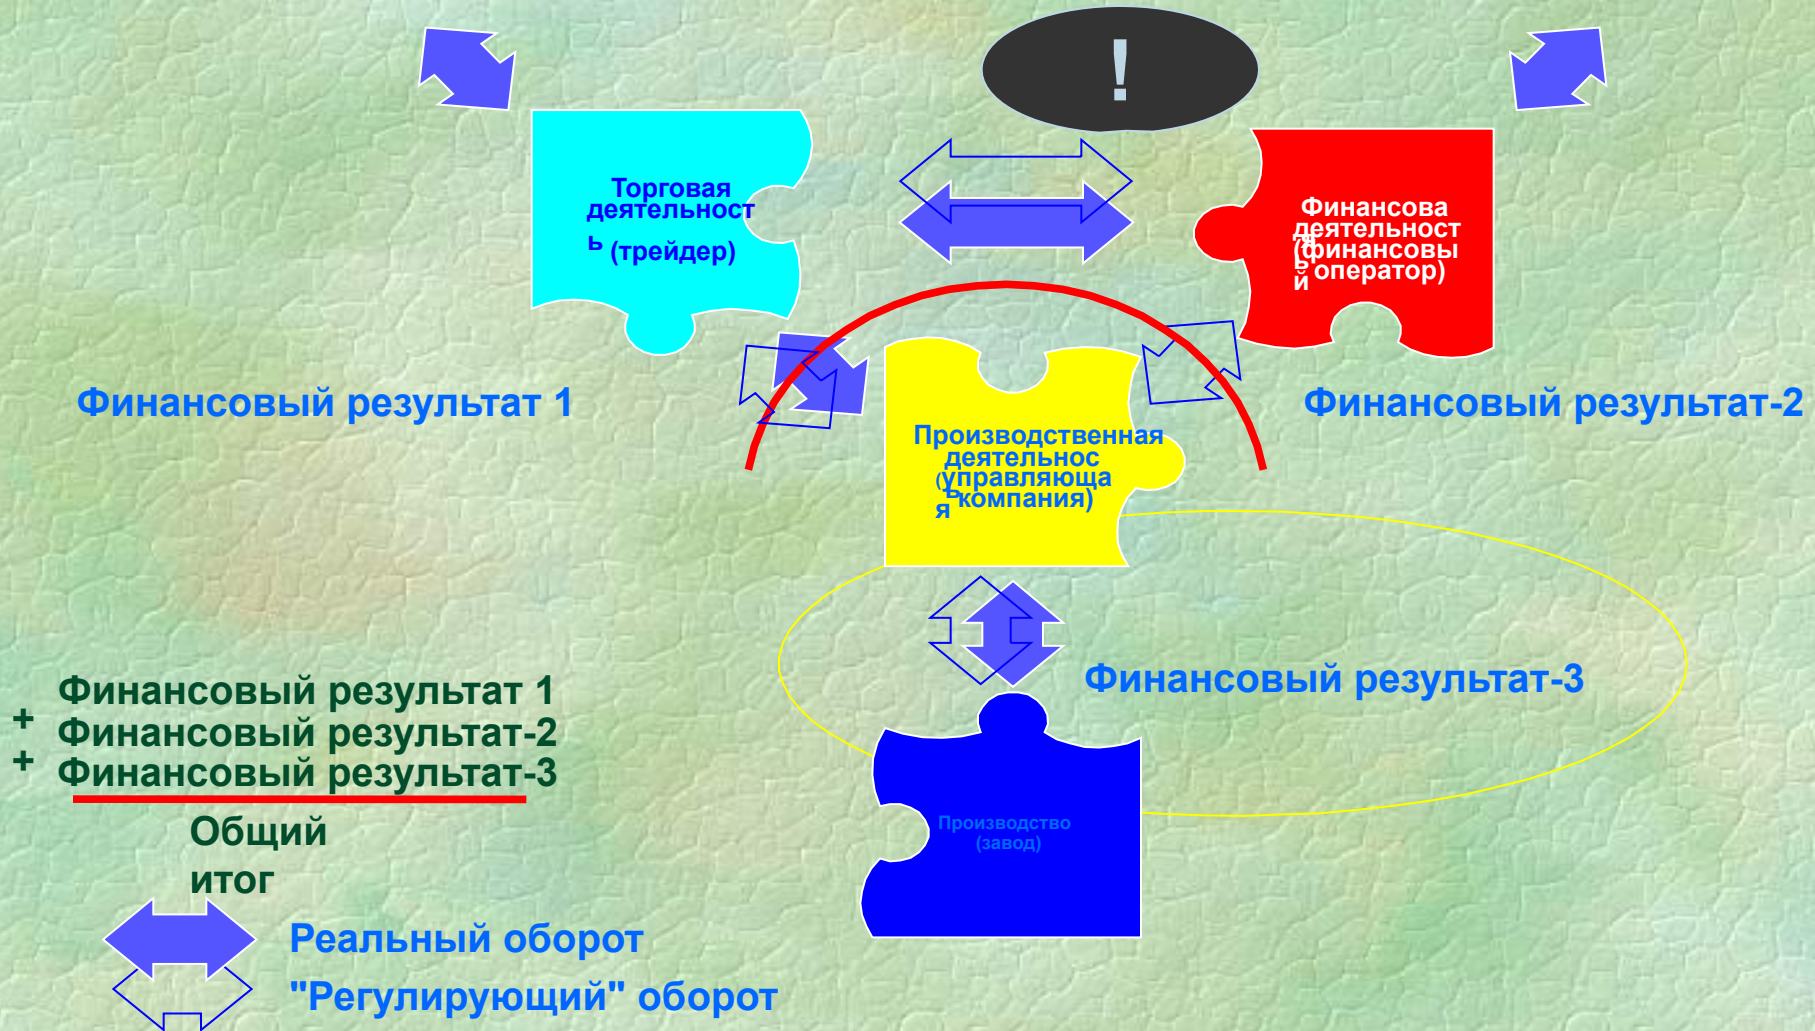 !
Торговая
деятельност
ь (трейдер)
Финансова
я
деятельност
ь
(финансовы
й оператор)
Финансовый результат 1
Финансовый результат-2
Производственная
деятельнос
ь
(управляюща
я компания)
Финансовый результат-3
Финансовый результат 1
+ Финансовый результат-2
+ Финансовый результат-3
Общий
итог
Производство
(завод)
Реальный оборот
"Регулирующий" оборот